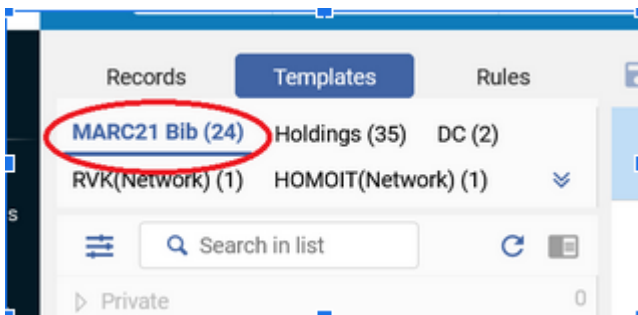 Records Templates Rules
MARC21 Bib (24) Holdings (35) DC (2)
RVK(Network) (1) HOMOIT(Network) (1)
Search in list
Private 0
s